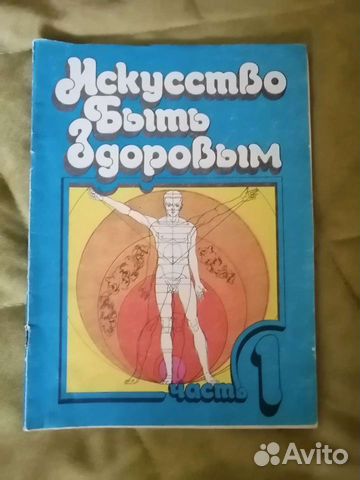 Искусство
Быть
Здоровым
часть 1
Avito